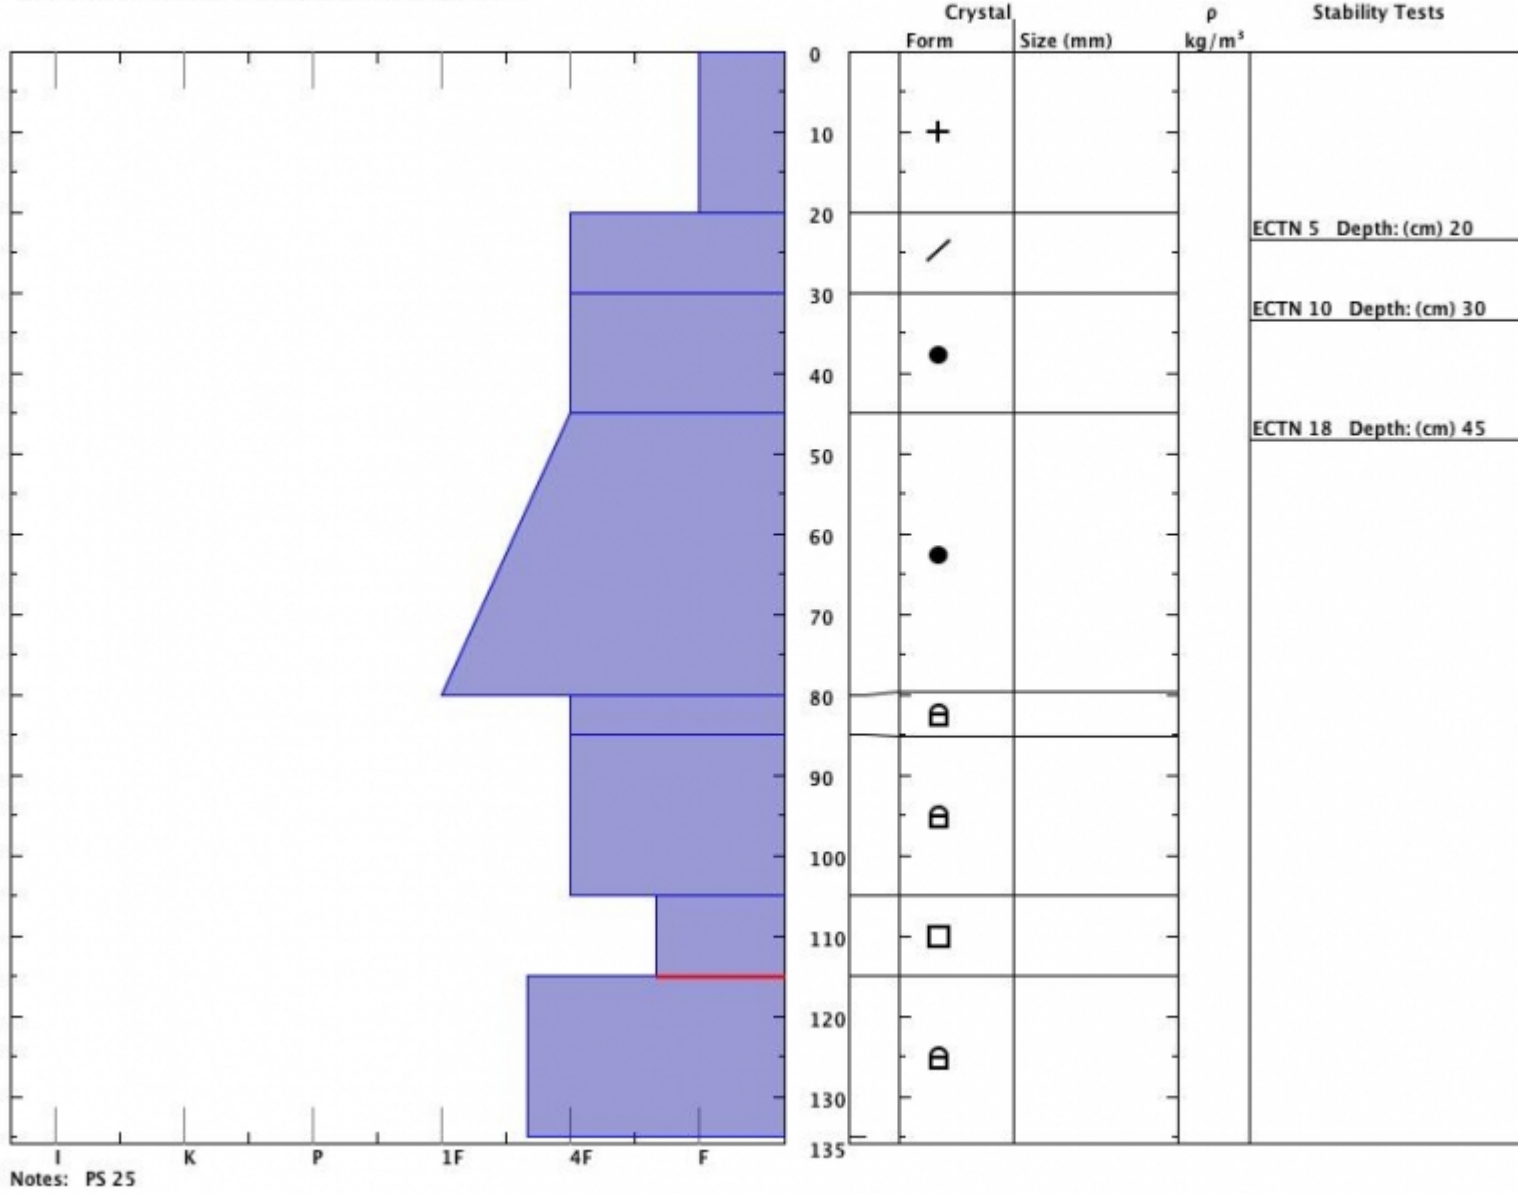 Crystal ρ Stability Tests
Form Size (mm) kg/m³
0
10
20
ECTN 5 Depth: (cm) 20
30
ECTN 10 Depth: (cm) 30
40
ECTN 18 Depth: (cm) 45
50
60
70
80
90
100
110
120
130
135
I K P 1F 4F F
Notes: PS 25